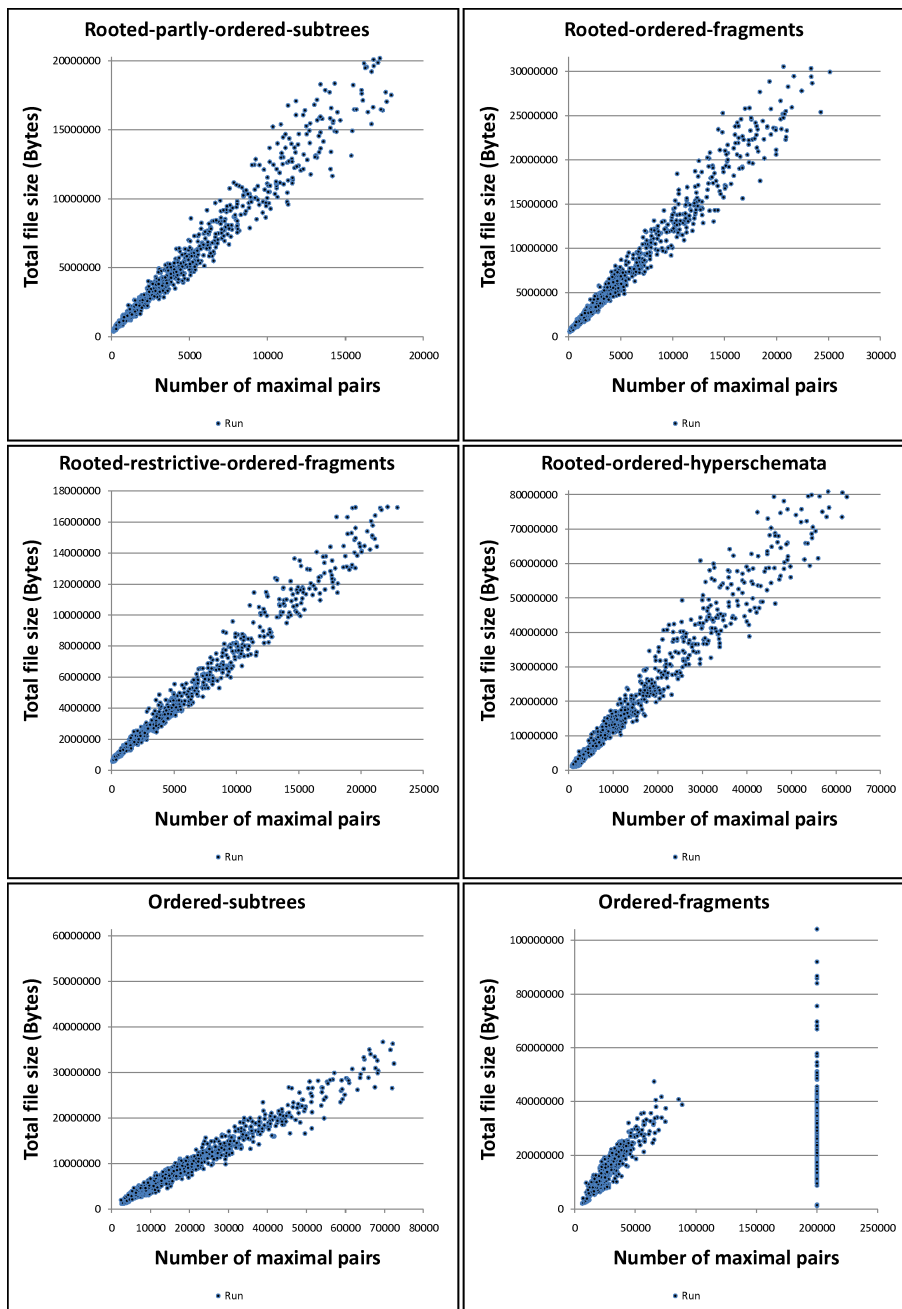 Rooted-partly-ordered-subtrees
Total file size (Bytes)
20000000
15000000
10000000
5000000
0
0 5000 10000 15000 20000
Number of maximal pairs
Run
Rooted-ordered-fragments
Total file size (Bytes)
30000000
25000000
20000000
15000000
10000000
5000000
0
0 5000 10000 15000 20000 25000 30000
Number of maximal pairs
Run
Rooted-restrictive-ordered-fragments
Total file size (Bytes)
18000000
16000000
14000000
12000000
10000000
8000000
6000000
4000000
2000000
0
0 5000 10000 15000 20000 25000
Number of maximal pairs
Run
Rooted-ordered-hyperschemata
Total file size (Bytes)
80000000
70000000
60000000
50000000
40000000
30000000
20000000
10000000
0
0 10000 20000 30000 40000 50000 60000 70000
Number of maximal pairs
Run
Ordered-subtrees
Total file size (Bytes)
60000000
50000000
40000000
30000000
20000000
10000000
0
0 10000 20000 30000 40000 50000 60000 70000 80000
Number of maximal pairs
Run
Ordered-fragments
Total file size (Bytes)
100000000
80000000
60000000
40000000
20000000
0
0 50000 100000 150000 200000 250000
Number of maximal pairs
Run